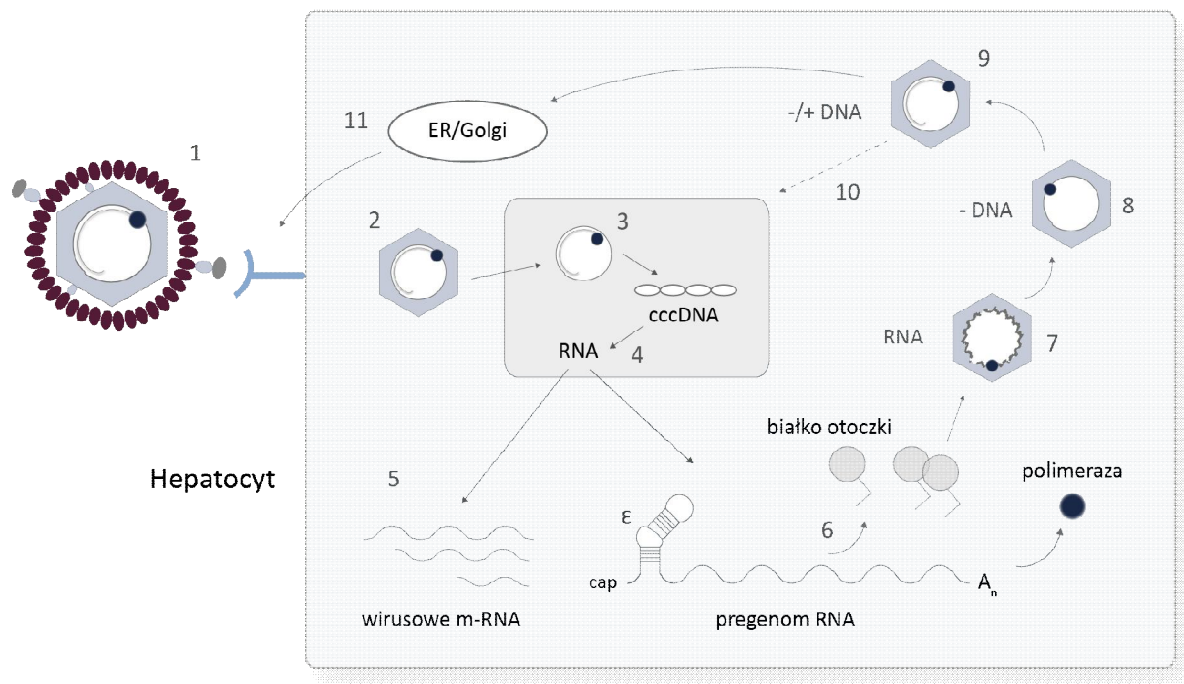 9
11
ER/Golgi
-/+ DNA
1
10
2
3
- DNA
8
cccDNA
RNA
4
RNA
7
białko otoczki
Hepatocyt
5
polimeraza
ε
6
cap
An
wirusowe m-RNA
pregenom RNA